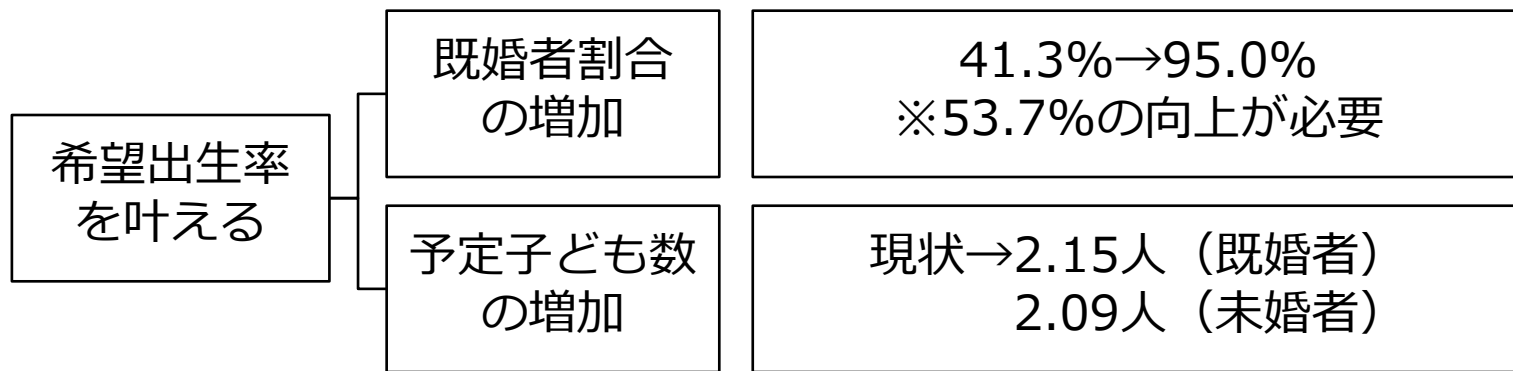 希望出生率
を叶える
既婚者割合
の増加
41.3%→95.0%
※53.7%の向上が必要
予定子ども数
の増加
現状→2.15人（既婚者）
2.09人（未婚者）